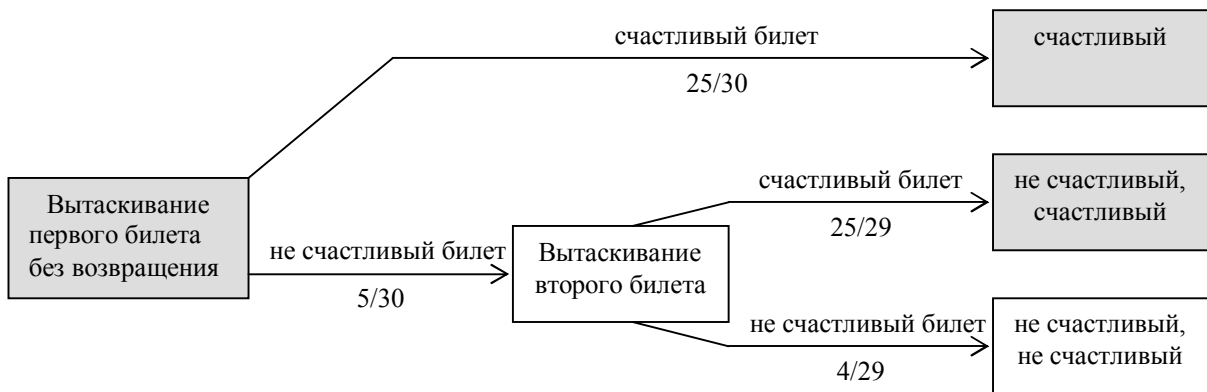 счастливый билет
25/30
счастливый
Вытаскивание
первого билета
без возвращения
не счастливый билет
5/30
Вытаскивание
второго билета
счастливый билет
25/29
не счастливый,
счастливый
не счастливый билет
4/29
не счастливый,
не счастливый